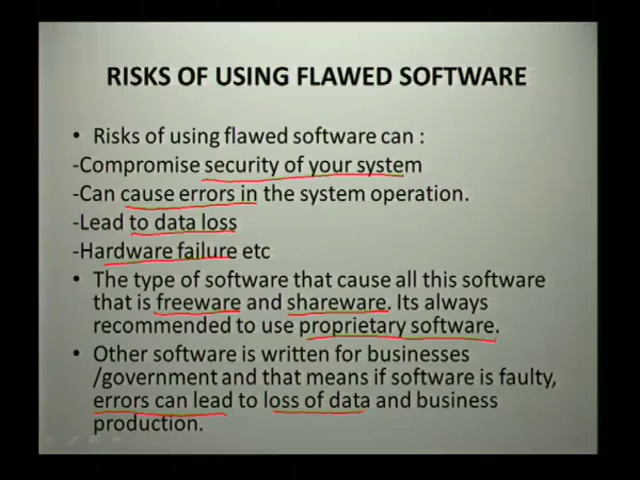 RISKS OF USING FLAWED SOFTWARE
• Risks of using flawed software can :
-Compromise security of your system
-Can cause errors in the system operation.
-Lead to data loss
-Hardware failure etc
• The type of software that cause all this software
that is freeware and shareware. Its always
recommended to use proprietary software.
• Other software is written for businesses
/government and that means if software is faulty,
errors can lead to loss of data and business
production.